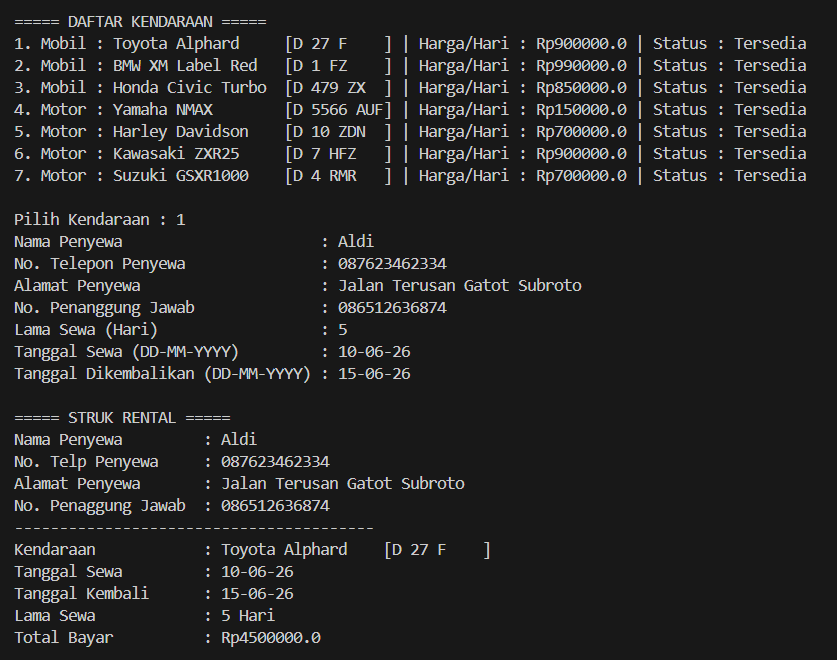 ===== DAFTAR KENDARAAN =====
1. Mobil : Toyota Alphard     [D 27 F    ] | Harga/Hari : Rp900000.0 | Status : Tersedia
2. Mobil : BMW XM Label Red   [D 1 FZ    ] | Harga/Hari : Rp990000.0 | Status : Tersedia
3. Mobil : Honda Civic Turbo  [D 479 ZX  ] | Harga/Hari : Rp850000.0 | Status : Tersedia
4. Motor : Yamaha NMAX        [D 5566 AUF] | Harga/Hari : Rp150000.0 | Status : Tersedia
5. Motor : Harley Davidson    [D 10 ZDN  ] | Harga/Hari : Rp700000.0 | Status : Tersedia
6. Motor : Kawasaki ZXR25     [D 7 HFZ   ] | Harga/Hari : Rp900000.0 | Status : Tersedia
7. Motor : Suzuki GSXR1000    [D 4 RMR   ] | Harga/Hari : Rp700000.0 | Status : Tersedia

Pilih Kendaraan : 1
Nama Penyewa                      : Aldi
No. Telepon Penyewa               : 087623462334
Alamat Penyewa                    : Jalan Terusan Gatot Subroto
No. Penanggung Jawab              : 086512636874
Lama Sewa (Hari)                  : 5
Tanggal Sewa (DD-MM-YYYY)         : 10-06-26
Tanggal Dikembalikan (DD-MM-YYYY) : 15-06-26

===== STRUK RENTAL =====
Nama Penyewa         : Aldi
No. Telp Penyewa     : 087623462334
Alamat Penyewa       : Jalan Terusan Gatot Subroto
No. Penaggung Jawab  : 086512636874
----------------------------------------
Kendaraan            : Toyota Alphard    [D 27 F    ]
Tanggal Sewa         : 10-06-26
Tanggal Kembali      : 15-06-26
Lama Sewa            : 5 Hari
Total Bayar          : Rp4500000.0